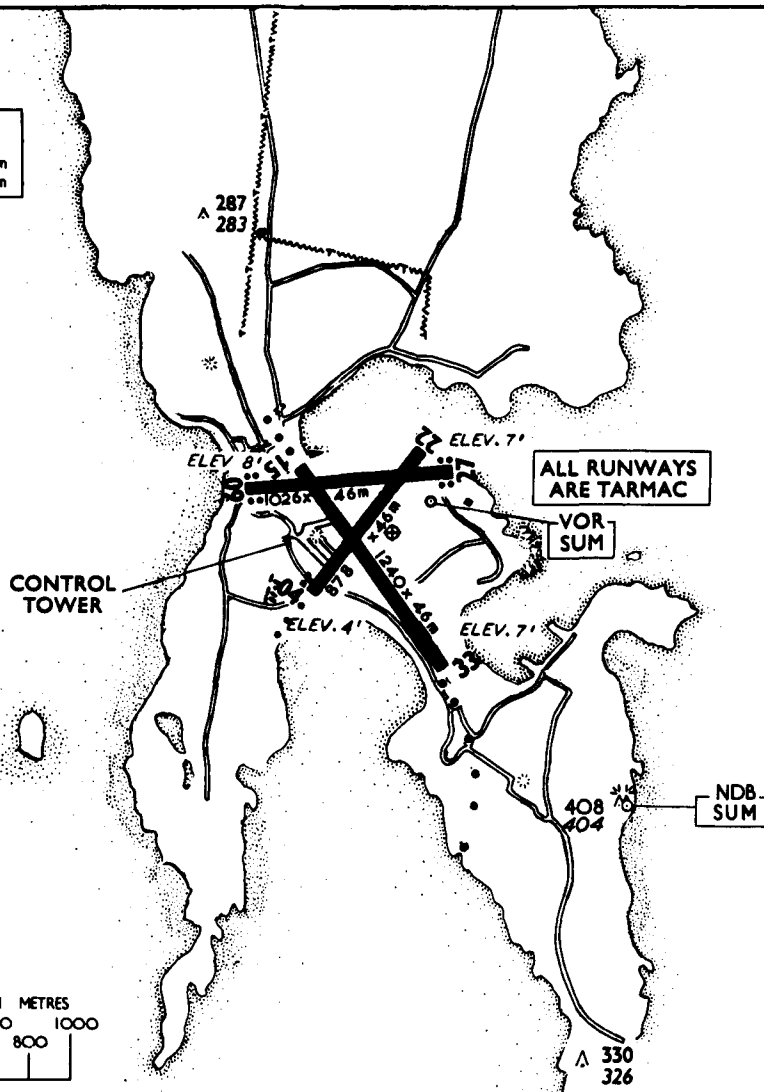 287
283
22
ELEV. 7'
ELEV 8'
15
27
09
1026x 46m
ALL RUNWAYS
ARE TARMAC
VOR
SUM
x 46m
878
1240 x 46m
CONTROL
TOWER
04
ELEV. 4'
ELEV. 7'
33
408
404
NDB
SUM
METRES
800
1000
330
326